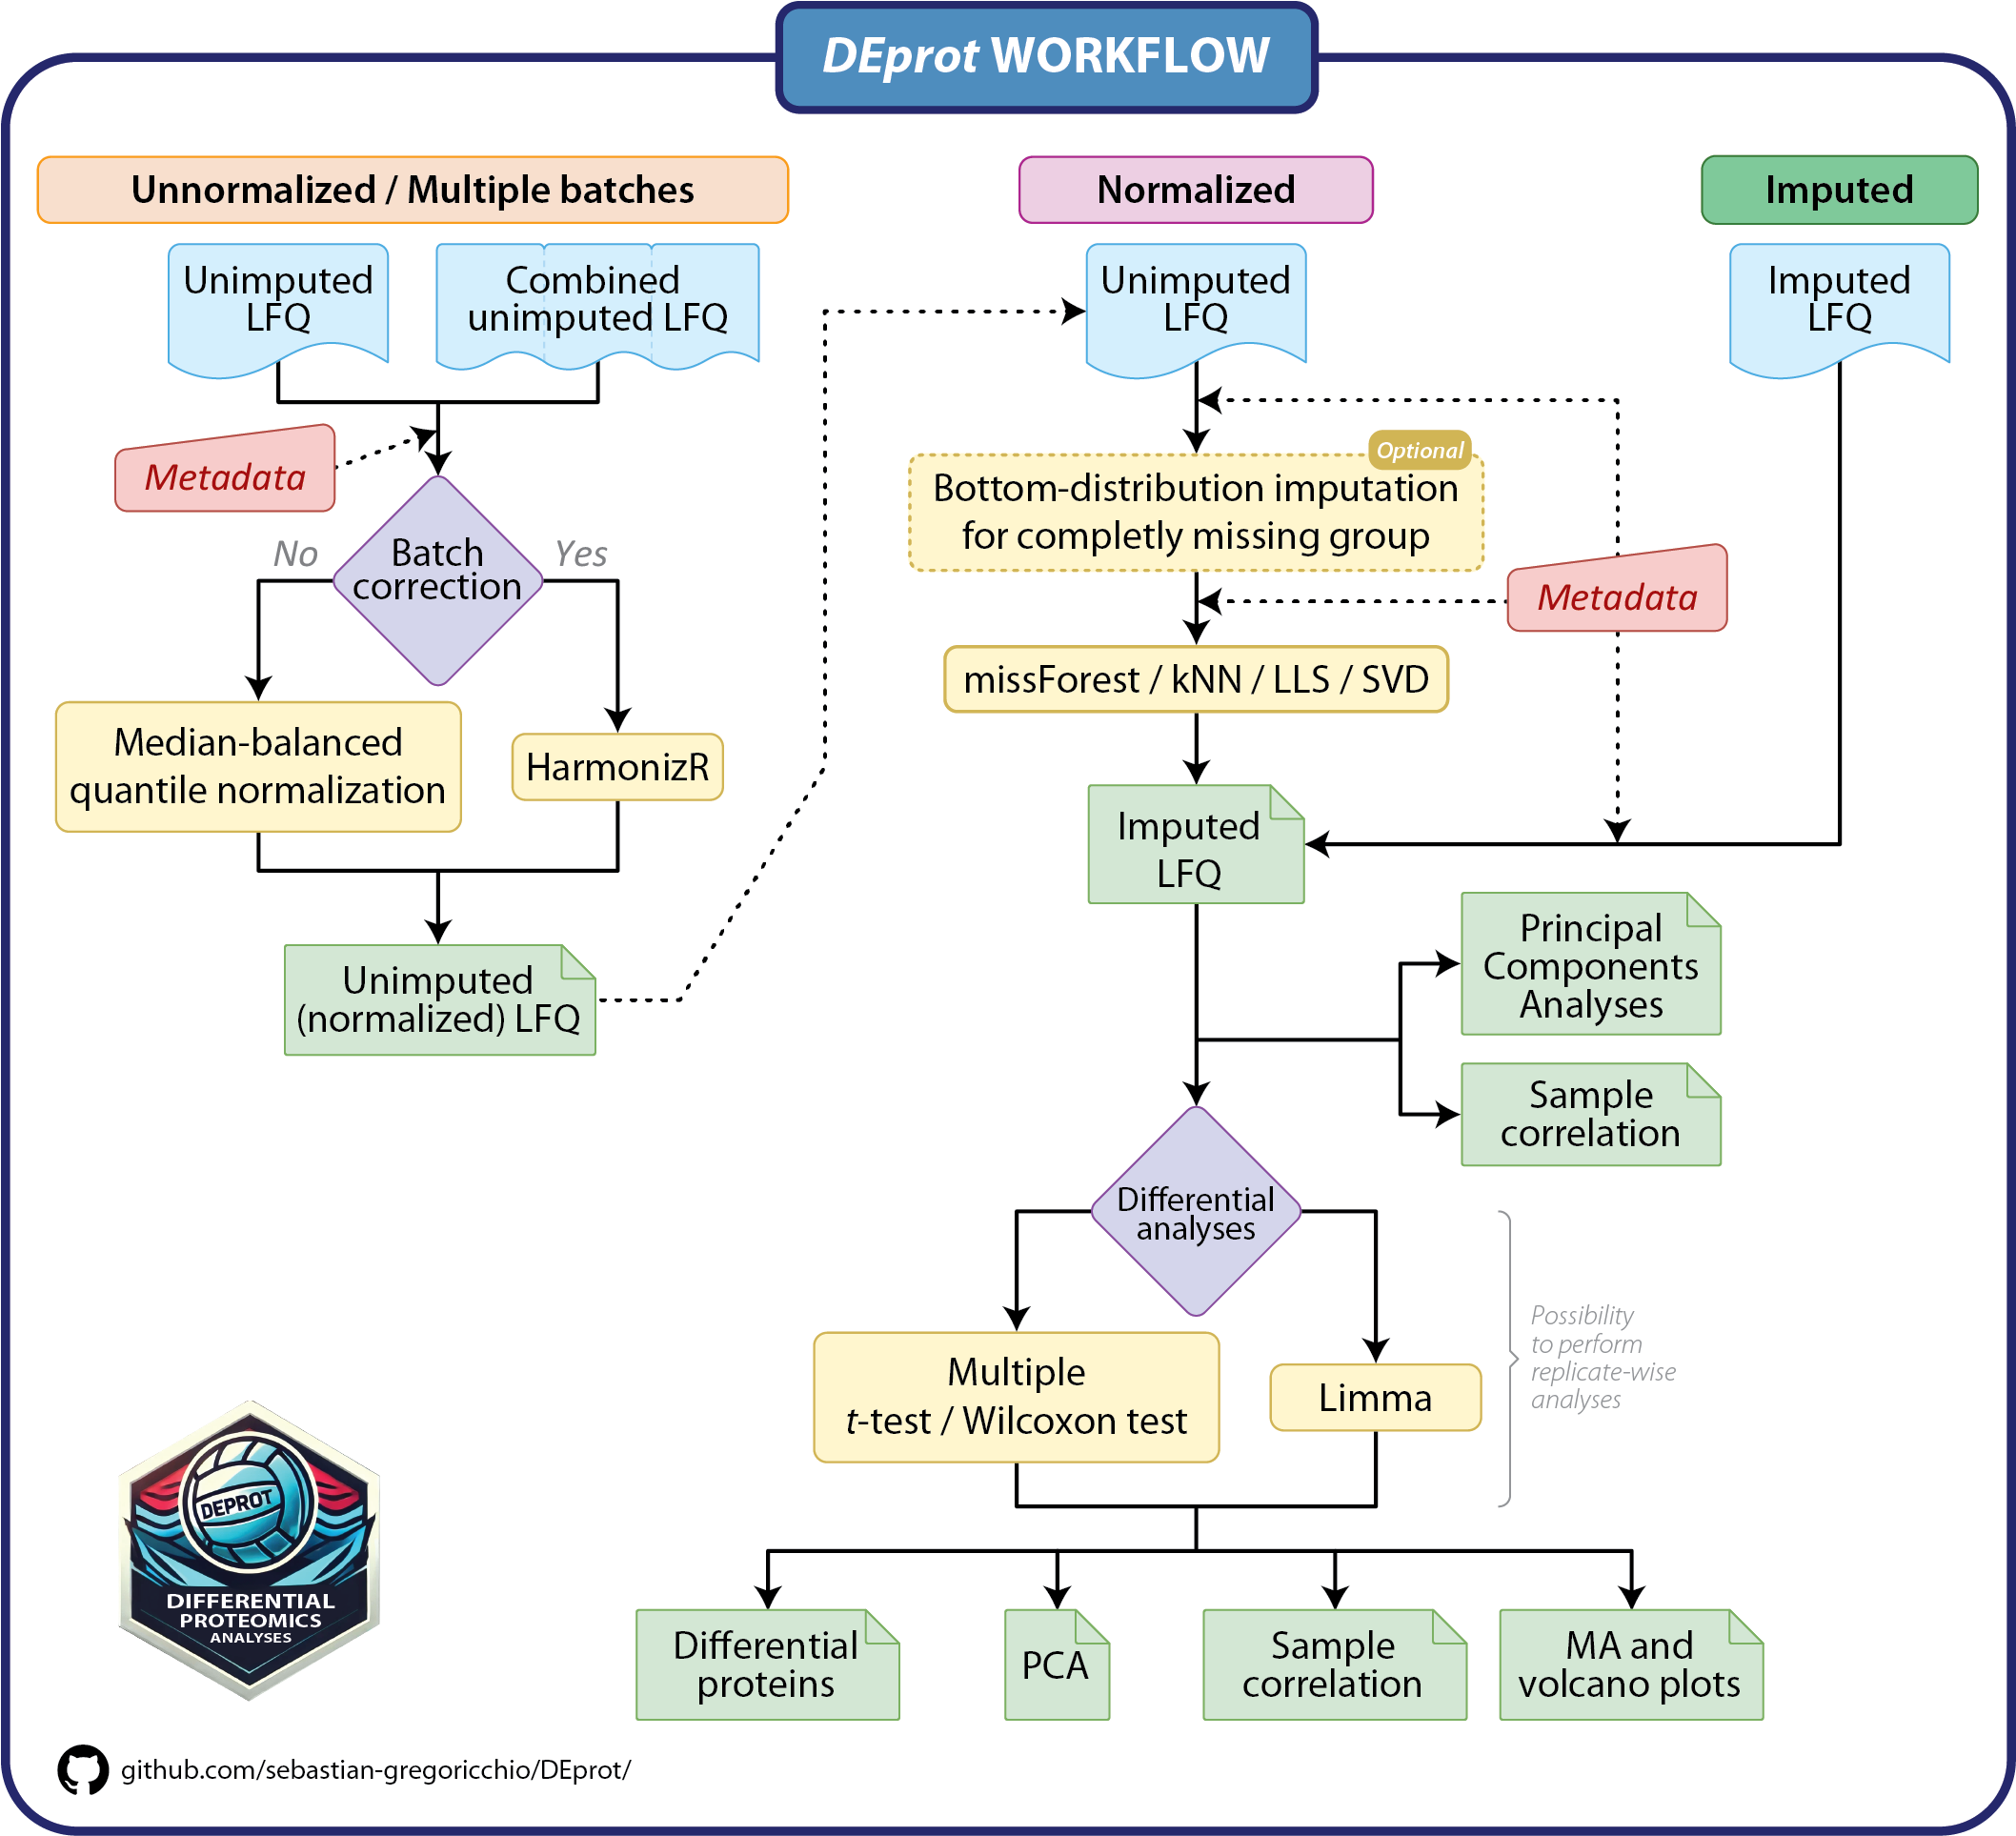 DEprot WORKFLOW
Unnormalized / Multiple batches
Unimputed
LFQ
Combined
unimputed LFQ
Metadata
No
Batch
correction
Yes
Median-balanced
quantile normalization
HarmonizR
Unimputed
(normalized) LFQ
Normalized
Unimputed
LFQ
Optional
Bottom-distribution imputation
for completly missing group
Metadata
missForest / kNN / LLS / SVD
Imputed
LFQ
Imputed
Imputed
LFQ
Principal
Components
Analyses
Sample
correlation
Differential
analyses
Multiple
t-test / Wilcoxon test
Limma
Possibility
to perform
replicate-wise
analyses
Differential
proteins
PCA
Sample
correlation
MA and
volcano plots
DEPROT
DIFFERENTIAL
PROTEOMICS
ANALYSES
github.com/sebastian-gregoricchio/DEprot/